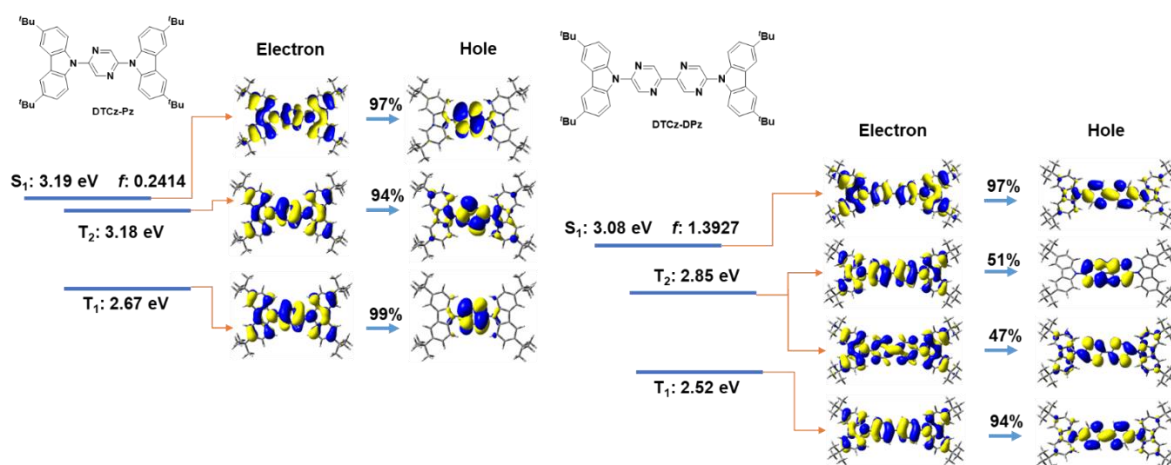 ᵗBu
ᵗBu
N
N
N
N
ᵗBu
ᵗBu
DTCz-Pz
Electron
Hole
97%
S₁: 3.19 eV f: 0.2414
94%
T₂: 3.18 eV
T₁: 2.67 eV
99%
ᵗBu
ᵗBu
N
N
N
N
N
N
ᵗBu
ᵗBu
DTCz-DPz
Electron
Hole
97%
S₁: 3.08 eV f: 1.3927
51%
T₂: 2.85 eV
47%
T₁: 2.52 eV
94%